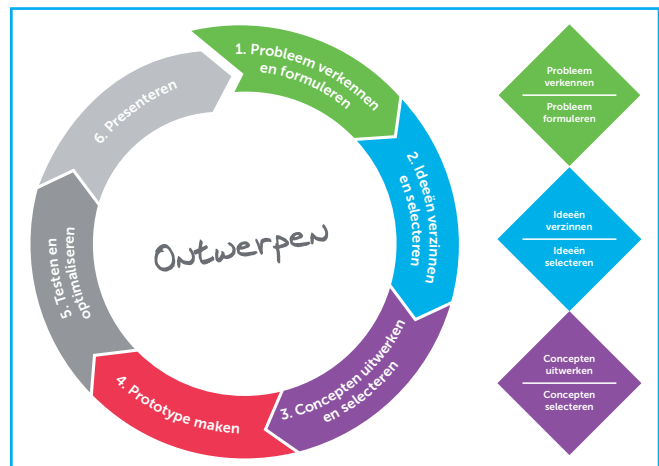 1. Probleem verkennen
en formuleren
2. Ideeën verzinnen
en selecteren
3. Concepten uitwerken
en selecteren
4. Prototype maken
5. Testen en
optimaliseren
6. Presenteren
Ontwerpen
Probleem
verkennen
Probleem
formuleren
Ideeën
verzinnen
Ideeën
selecteren
Concepten
uitwerken
Concepten
selecteren